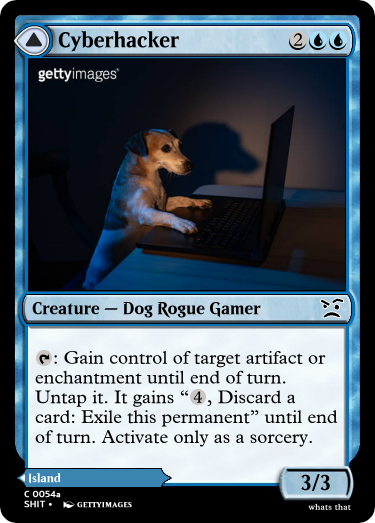 Cyberhacker 2
gettyimages®
Creature — Dog Rogue Gamer
: Gain control of target artifact or
enchantment until end of turn.
Untap it. It gains “4, Discard a
card: Exile this permanent” until end
of turn. Activate only as a sorcery.
Island
3/3
C 0054a
SHIT • GETTYIMAGES
whats that